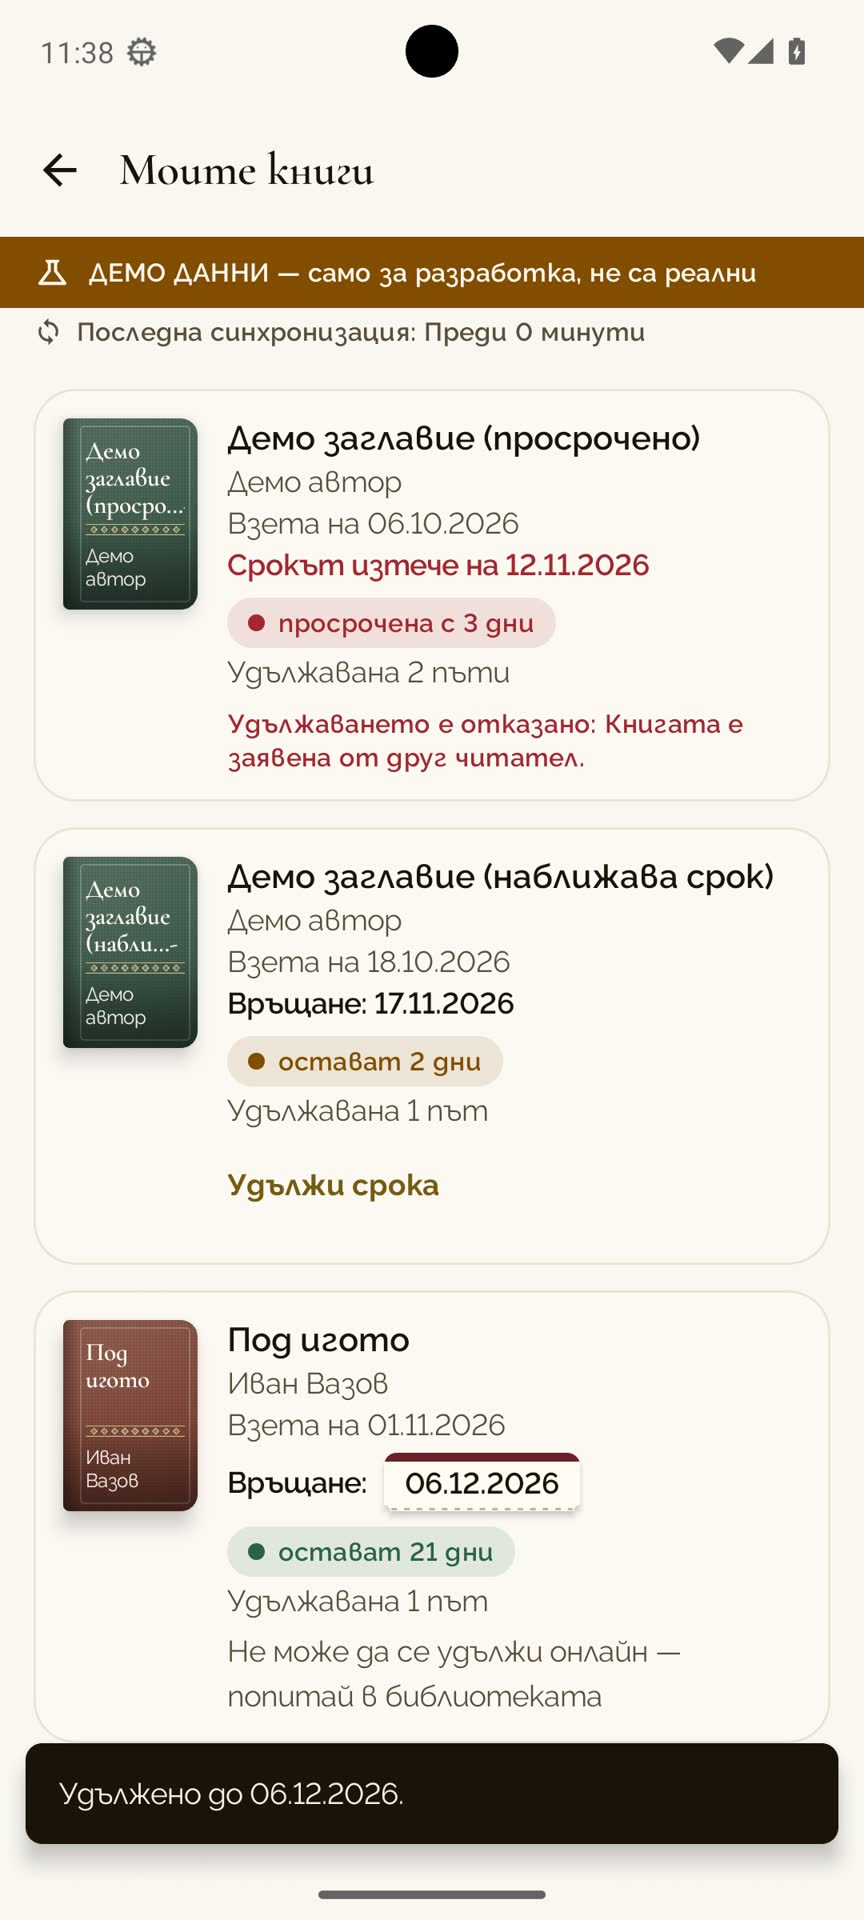 11:38
Моите книги
ДЕМО ДАННИ — само за разработка, не са реални
Последна синхронизация: Преди 0 минути
Демо
заглавие
(просро...
Демо
автор
Демо заглавие (просрочено)
Демо автор
Взета на 06.10.2026
Срокът изтече на 12.11.2026
просрочена с 3 дни
Удължавана 2 пъти
Удължаването е отказано: Книгата е
заявена от друг читател.
Демо
заглавие
(набли...-
Демо
автор
Демо заглавие (наближава срок)
Демо автор
Взета на 18.10.2026
Връщане: 17.11.2026
остават 2 дни
Удължавана 1 път
Удължи срока
Под
игото
Иван
Вазов
Под игото
Иван Вазов
Взета на 01.11.2026
Връщане: 06.12.2026
остават 21 дни
Удължавана 1 път
Не може да се удължи онлайн —
попитай в библиотеката
Удължено до 06.12.2026.